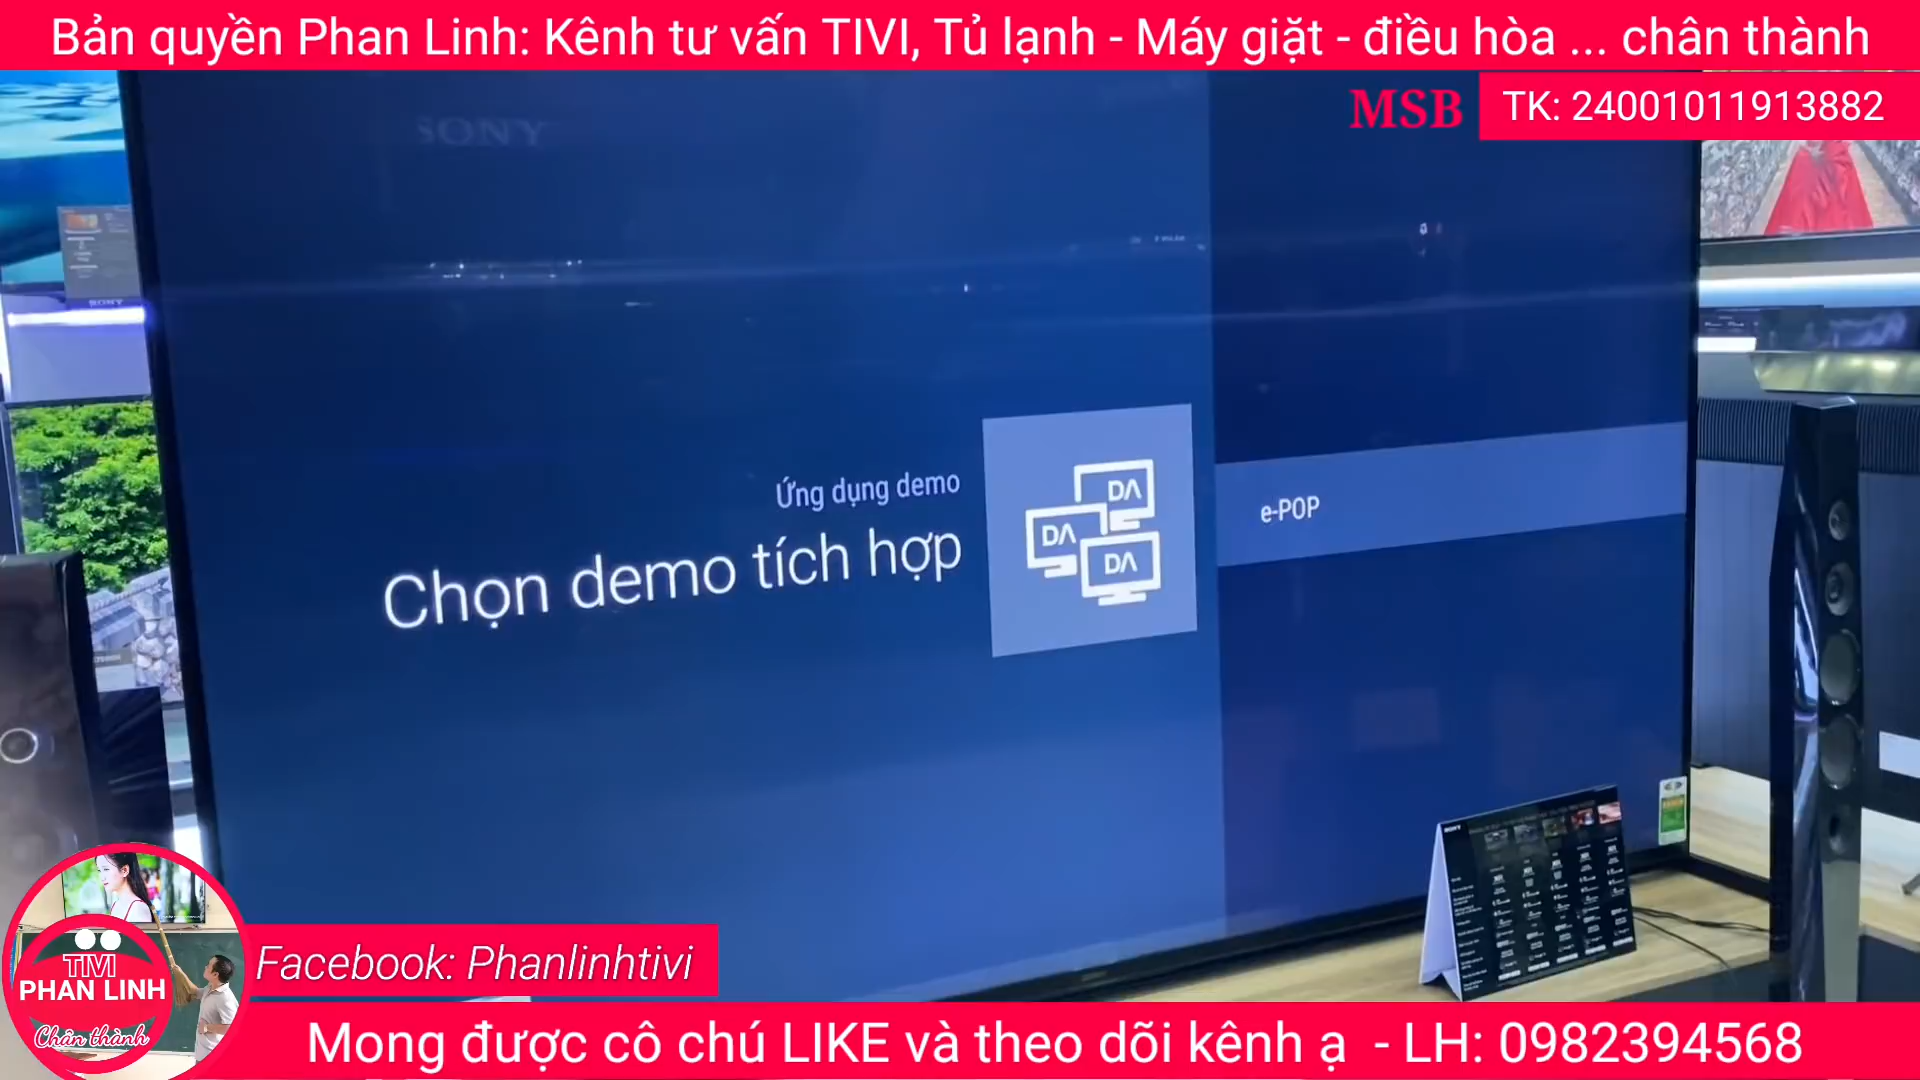 Bản quyền Phan Linh: Kênh tư vấn TIVI, Tủ lạnh - Máy giặt - điều hòa ... chân thành
MSB
TK: 24001011913882
SONY
SONY
Ứng dụng demo
Chọn demo tích hợp
DA
DA
DA
e-POP
SONY
Facebook: Phanlinhtivi
TIVI
PHAN LINH
Chân thành
Mong được cô chú LIKE và theo dõi kênh ạ - LH: 0982394568